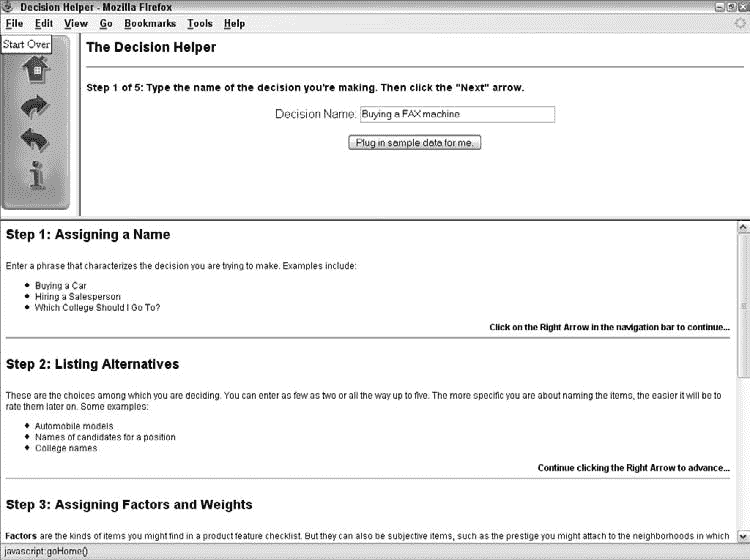 Decision Helper - Mozilla Firefox
File Edit View Go Bookmarks Tools Help
Start Over
The Decision Helper
Step 1 of 5: Type the name of the decision you're making. Then click the "Next" arrow.
Decision Name: Buying a FAX machine
Plug in sample data for me.
Step 1: Assigning a Name
Enter a phrase that characterizes the decision you are trying to make. Examples include:
Buying a Car
Hiring a Salesperson
Which College Should I Go To?
Click on the Right Arrow in the navigation bar to continue...
Step 2: Listing Alternatives
These are the choices among which you are deciding. You can enter as few as two or all the way up to five. The more specific you are about naming the items, the easier it will be to
rate them later on. Some examples:
Automobile models
Names of candidates for a position
College names
Continue clicking the Right Arrow to advance...
Step 3: Assigning Factors and Weights
Factors are the kinds of items you might find in a product feature checklist. But they can also be subjective items, such as the prestige you might attach to the neighborhoods in which
javascript:goHome()